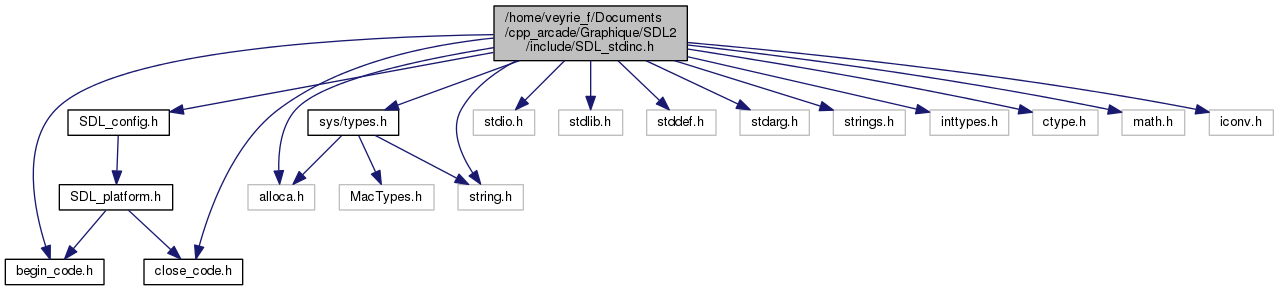 /home/veyrie_f/Documents
/cpp_arcade/Graphique/SDL2
/include/SDL_stdinc.h
SDL_config.h
sys/types.h
stdio.h
stdlib.h
stddef.h
stdarg.h
strings.h
inttypes.h
ctype.h
math.h
iconv.h
SDL_platform.h
alloca.h
MacTypes.h
string.h
begin_code.h
close_code.h